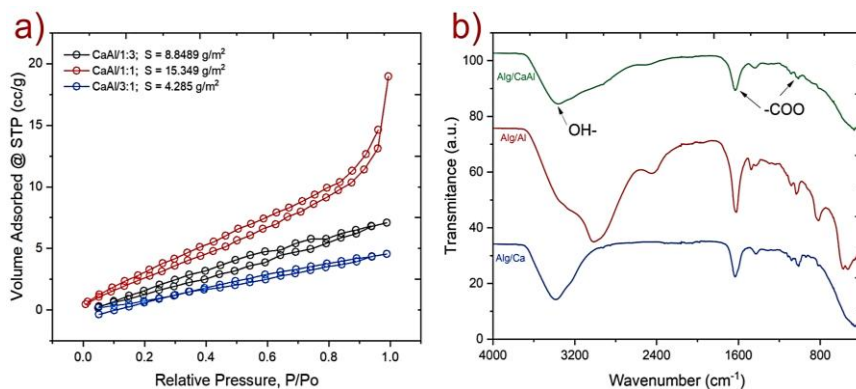 a)
CaAl/1:3; S = 8.8489 g/m²
CaAl/1:1; S = 15.349 g/m²
CaAl/3:1; S = 4.285 g/m²
Volume Adsorbed @ STP (cc/g)
20
15
10
5
0
0.0 0.2 0.4 0.6 0.8 1.0
Relative Pressure, P/Po
b)
Alg/CaAl
OH-
-COO
Alg/Al
Alg/Ca
Transmitance (a.u.)
100
80
60
40
20
0
4000 3200 2400 1600 800
Wavenumber (cm⁻¹)